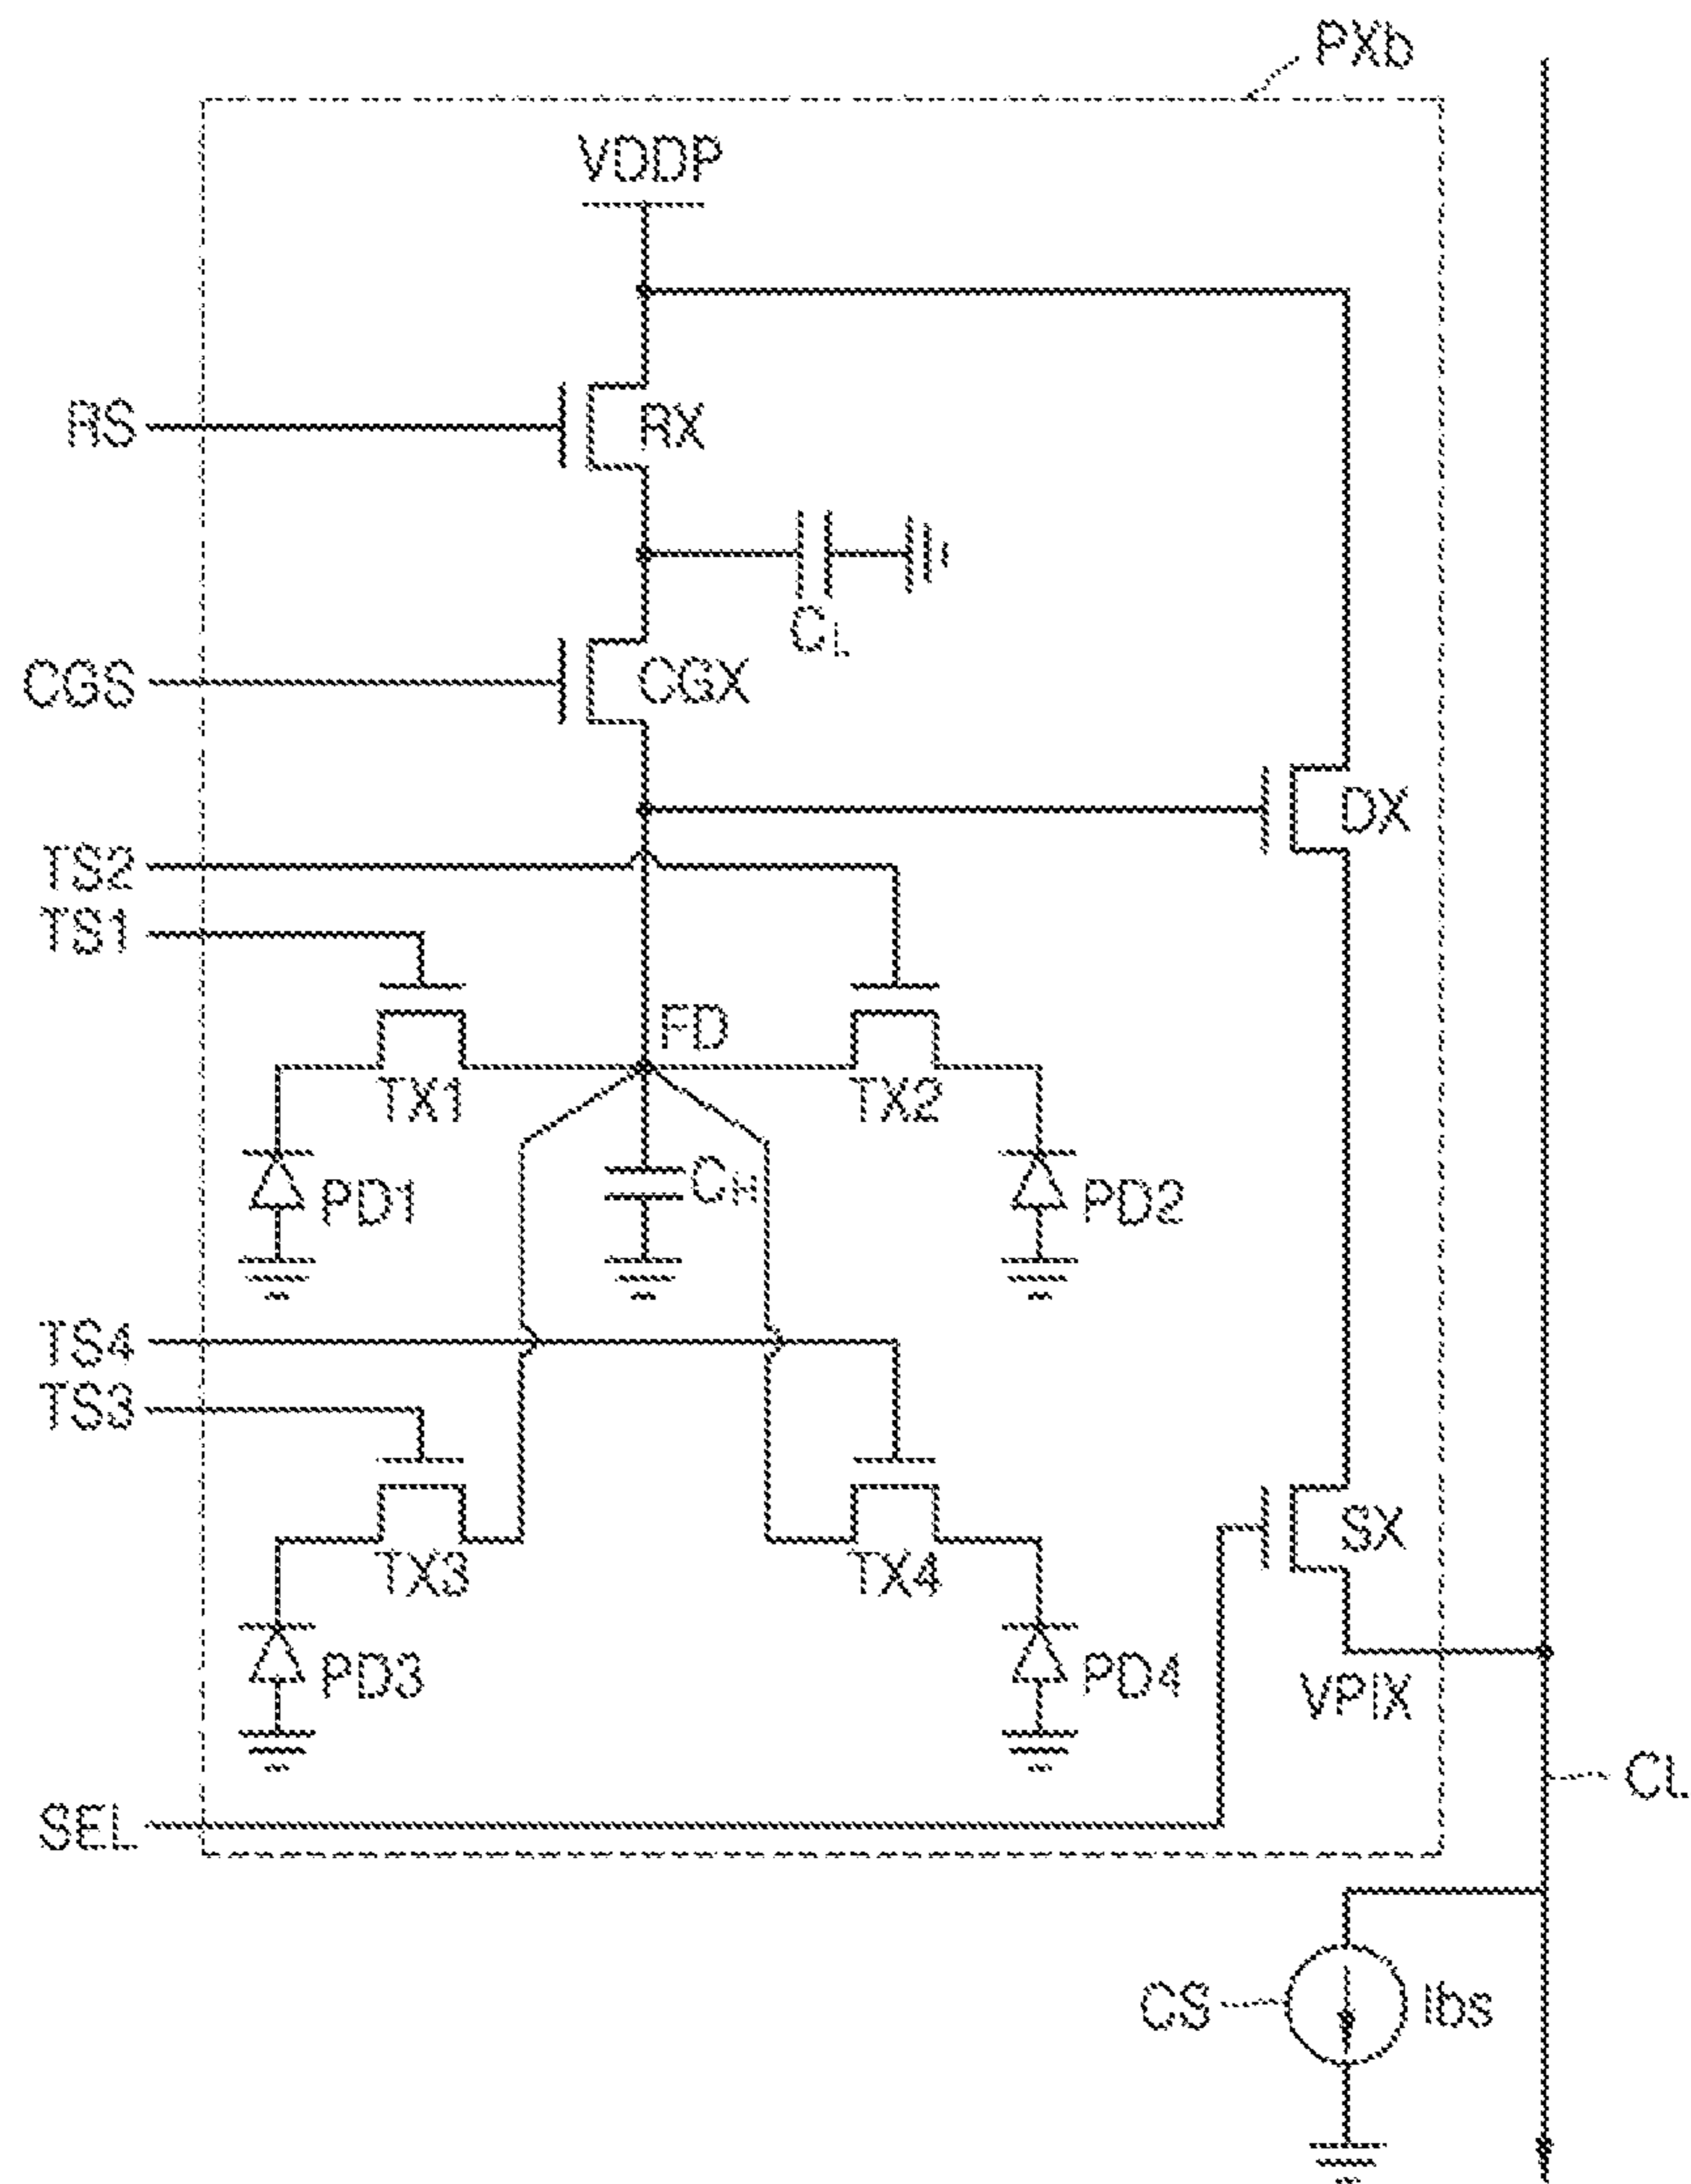 PXb
VDDP
RS
RX
CL
CGS
CGX
DX
TS2
TS1
FD
TX1
TX2
PD1
CH
PD2
TS4
TS3
SX
TX3
TX4
PD3
PD4
VPIX
CL
SEL
CS
Ibs